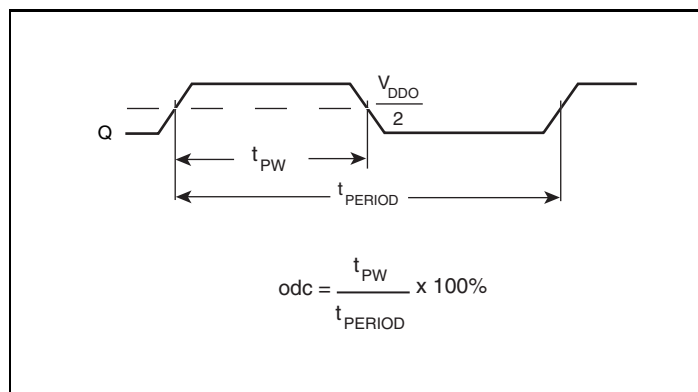 V_DDO
2
Q
t_PW
t_PERIOD
odc = t_PW / t_PERIOD x 100%